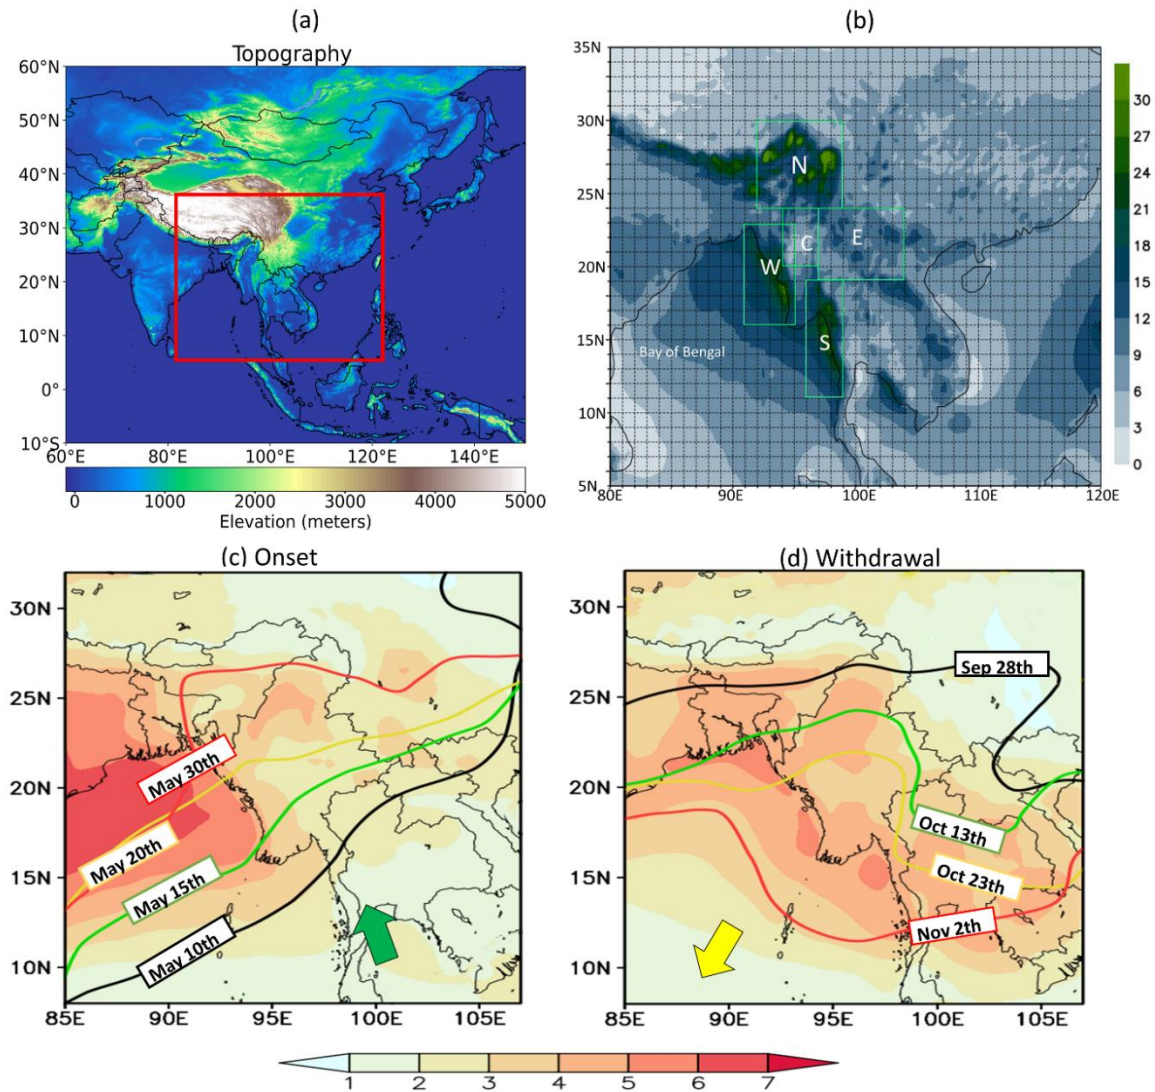 (a)
(b)
Topography
60°N
50°N
40°N
30°N
20°N
10°N
0°
10°S
60°E
80°E
100°E
120°E
140°E
0
1000
2000
3000
4000
5000
Elevation (meters)
35N
30N
25N
20N
15N
10N
5N
80E
90E
100E
110E
120E
N
C
E
W
S
Bay of Bengal
30
27
24
21
18
15
12
9
6
3
0
(c) Onset
30N
25N
20N
15N
10N
85E
90E
95E
100E
105E
May 30th
May 20th
May 15th
May 10th
(d) Withdrawal
30N
25N
20N
15N
10N
85E
90E
95E
100E
105E
Sep 28th
Oct 13th
Oct 23th
Nov 2th
1
2
3
4
5
6
7